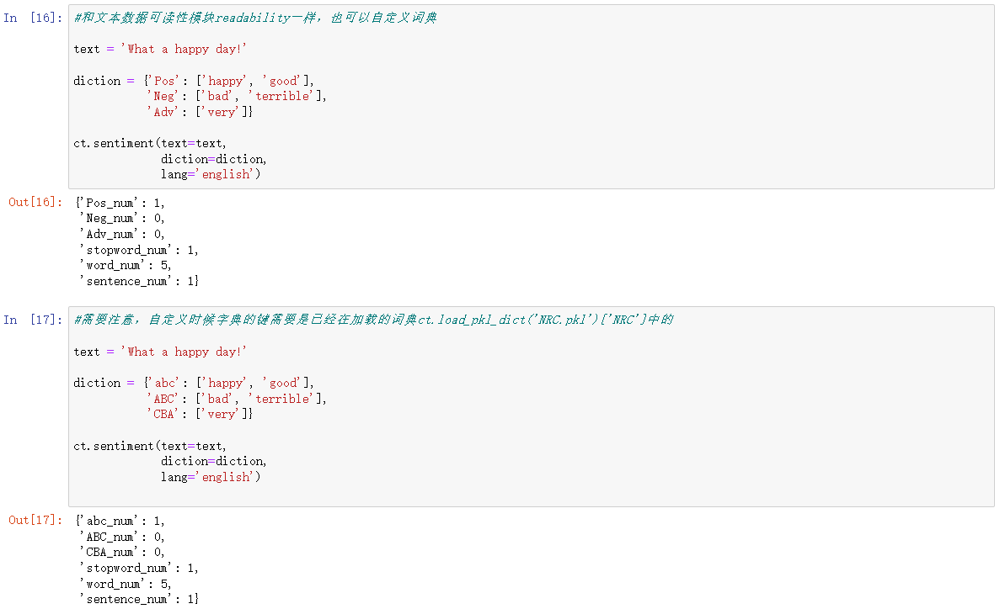 In [16]: #和文本数据可读性模块readability一样，也可以自定义词典
text = 'What a happy day!'
diction = {'Pos': ['happy', 'good'],
'Neg': ['bad', 'terrible'],
'Adv': ['very']}
ct.sentiment(text=text,
diction=diction,
lang='english')
Out[16]: {'Pos_num': 1,
'Neg_num': 0,
'Adv_num': 0,
'stopword_num': 1,
'word_num': 5,
'sentence_num': 1}
In [17]: #需要注意，自定义时候字典的键需要是已经在加载的词典ct.load_pkl_dict('NRC.pkl')['NRC']中的
text = 'What a happy day!'
diction = {'abc': ['happy', 'good'],
'ABC': ['bad', 'terrible'],
'CBA': ['very']}
ct.sentiment(text=text,
diction=diction,
lang='english')
Out[17]: {'abc_num': 1,
'ABC_num': 0,
'CBA_num': 0,
'stopword_num': 1,
'word_num': 5,
'sentence_num': 1}